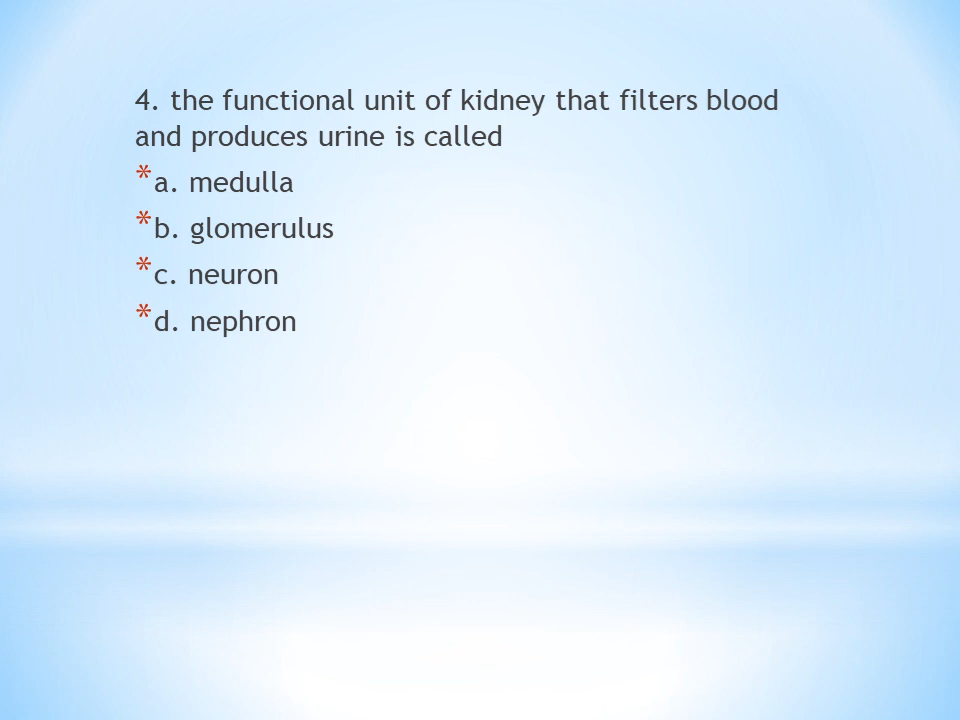 4. the functional unit of kidney that filters blood
and produces urine is called
*a. medulla
*b. glomerulus
*c. neuron
*d. nephron